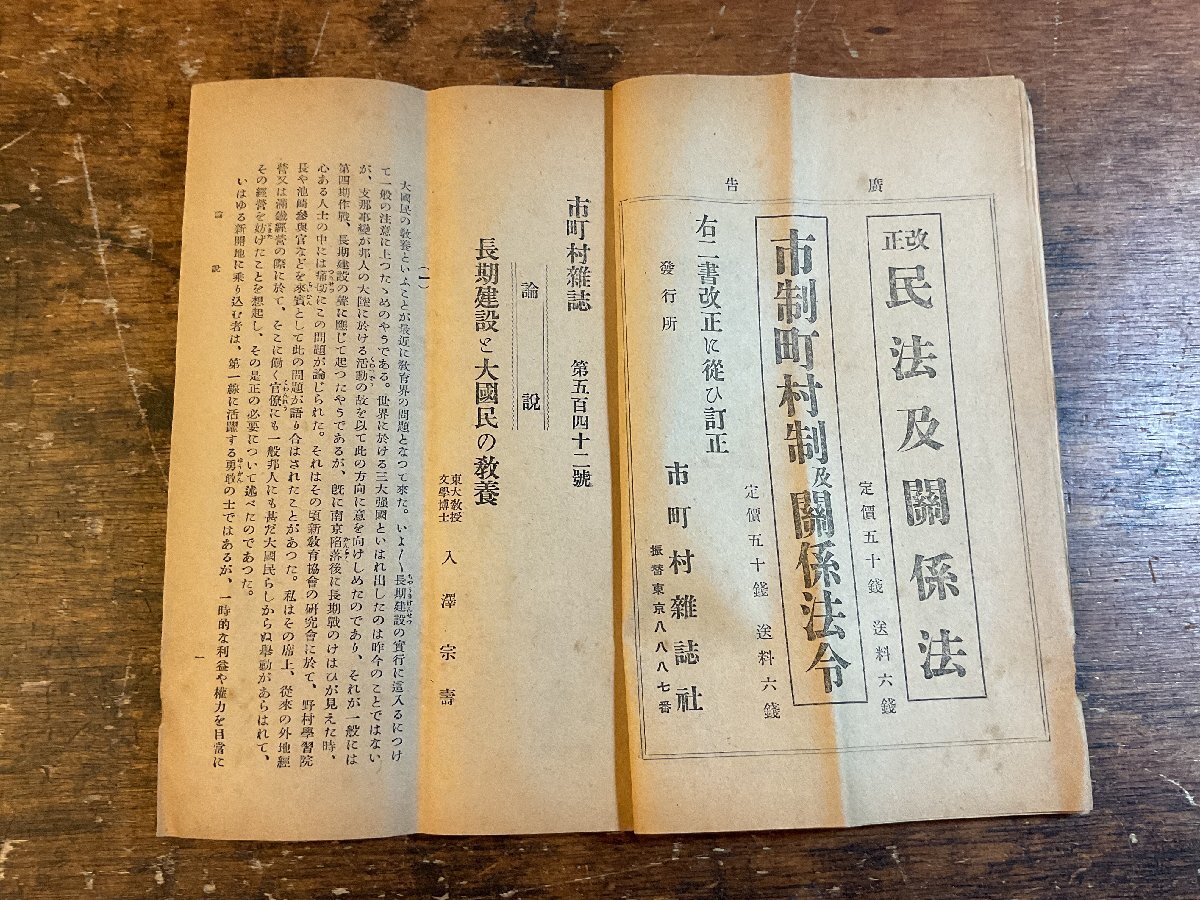 廣告
改正 民法及關係法
定價五十錢 送料六錢
市制町村制及關係法令
定價五十錢 送料六錢
右二書改正に從ひ訂正
發行所 市町村雜誌社
振替東京八八八七番
市町村雜誌 第五百四十二號
論說
長期建設と大國民の敎養
東大敎授
文學博士 入澤宗壽
(一)
大國民の敎養といふことが最近に敎育界の問題となつて來た。いよ〳〵長期建設の實行に這入るにつけ
て一般の注意に上つたゝめのやうである。世界に於ける三大强國といはれ出したのは昨今のことではない
が、支那事變が邦人の大陸に於ける活動の故を以て此の方向に意を向けしめたのであり、それが一般には
第四期作戰、長期建設の聲に應じて起つたやうであるが、旣に南京陷落後に長期戰のけはひが見えた時、
心ある人士の中には痛切にこの問題が論じられた。それはその頃新敎育協會の硏究會に於て、野村學習院
長や池崎參與官などを來賓として此の問題が語り合はされたことがあつた。私はその席上、從來の外地經
營又は滿鐵經營の際に於て、そこに働く官僚にも一般邦人にも甚だ大國民らしからぬ擧動があらはれて、
その經營を妨げたことを想起し、その是正の必要について述べたのであつた。
いはゆる新開地に乘り込む者は、第一線に活躍する勇敢の士ではあるが、一時的な利益や權力を目當に
論說
一